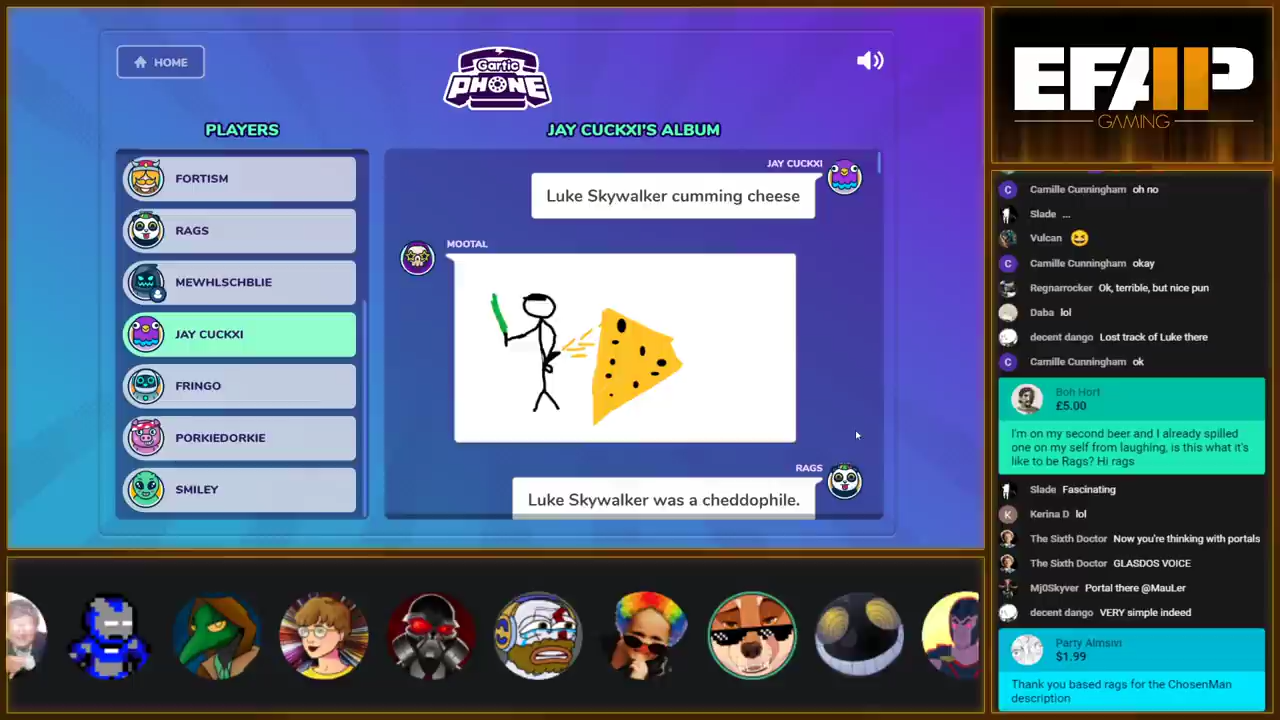 HOME
Gartic
PHONE
PLAYERS
FORTISM
RAGS
MEWHLSCHBLIE
JAY CUCKXI
FRINGO
PORKIEDORKIE
SMILEY
JAY CUCKXI'S ALBUM
JAY CUCKXI
Luke Skywalker cumming cheese
MOOTAL
RAGS
Luke Skywalker was a cheddophile.
EFAP
GAMING
Camille Cunningham oh no
Slade ...
Vulcan
Camille Cunningham okay
Regnarrocker Ok, terrible, but nice pun
Daba lol
decent dango Lost track of Luke there
Camille Cunningham ok
Boh Hort
£5.00
I'm on my second beer and I already spilled
one on my self from laughing, is this what it's
like to be Rags? Hi rags
Slade Fascinating
Kerina D lol
The Sixth Doctor Now you're thinking with portals
The Sixth Doctor GLASDOS VOICE
Mj0Skyver Portal there @MauLer
decent dango VERY simple indeed
Party Almsivi
$1.99
Thank you based rags for the ChosenMan
description